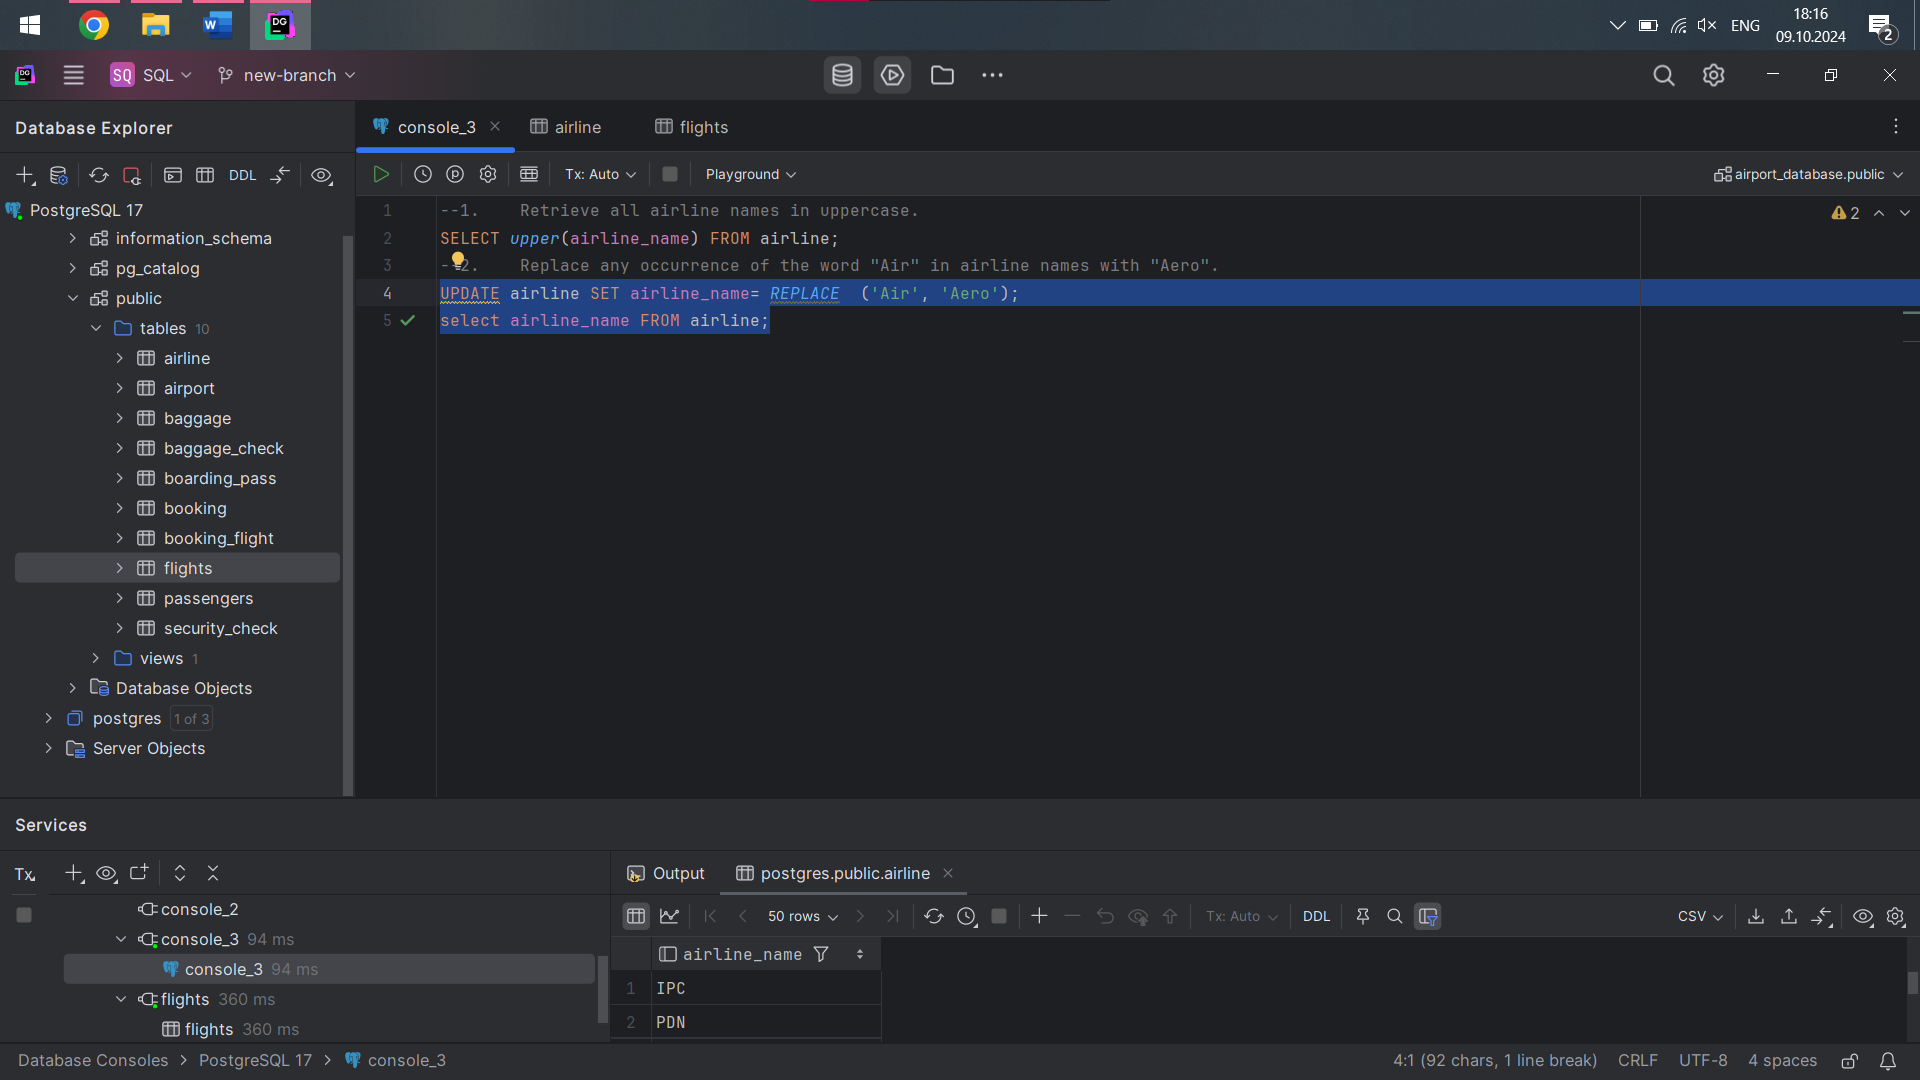 DG
18:16
ENG
09.10.2024
2
DG
SQ SQL
new-branch
Database Explorer
console_3
airline
flights
DDL
Tx: Auto
Playground
airport_database.public
PostgreSQL 17
information_schema
pg_catalog
public
tables 10
airline
airport
baggage
baggage_check
boarding_pass
booking
booking_flight
flights
passengers
security_check
views 1
Database Objects
postgres 1 of 3
Server Objects
1 --1.    Retrieve all airline names in uppercase.
2 SELECT upper(airline_name) FROM airline;
3 --2.    Replace any occurrence of the word "Air" in airline names with "Aero".
4 UPDATE airline SET airline_name= REPLACE  ('Air', 'Aero');
5 select airline_name FROM airline;
2
Services
Tx
console_2
console_3 94 ms
console_3 94 ms
flights 360 ms
flights 360 ms
Output
postgres.public.airline
50 rows
Tx: Auto
DDL
CSV
airline_name
1 IPC
2 PDN
Database Consoles > PostgreSQL 17 > console_3
4:1 (92 chars, 1 line break)
CRLF
UTF-8
4 spaces